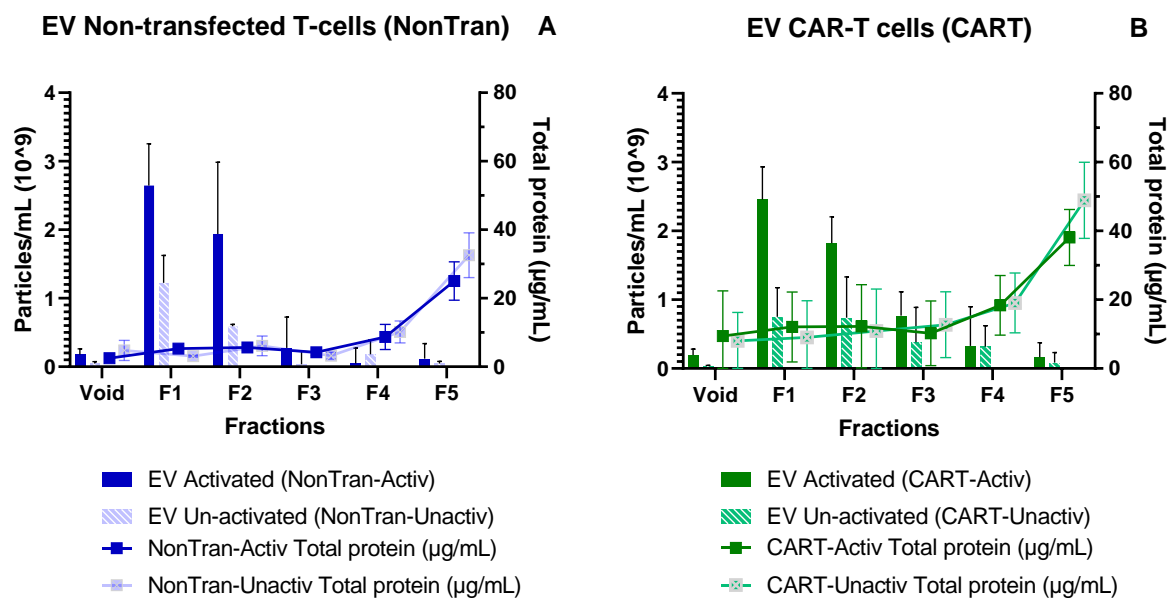 EV Non-transfected T-cells (NonTran) A
Particles/mL (10^9)
4
3
2
1
0
80
60
40
20
0
Total protein (µg/mL)
Void F1 F2 F3 F4 F5
Fractions
EV Activated (NonTran-Activ)
EV Un-activated (NonTran-Unactiv)
NonTran-Activ Total protein (µg/mL)
NonTran-Unactiv Total protein (µg/mL)
EV CAR-T cells (CART) B
Particles/mL (10^9)
4
3
2
1
0
80
60
40
20
0
Total protein (µg/mL)
Void F1 F2 F3 F4 F5
Fractions
EV Activated (CART-Activ)
EV Un-activated (CART-Unactiv)
CART-Activ Total protein (µg/mL)
CART-Unactiv Total protein (µg/mL)